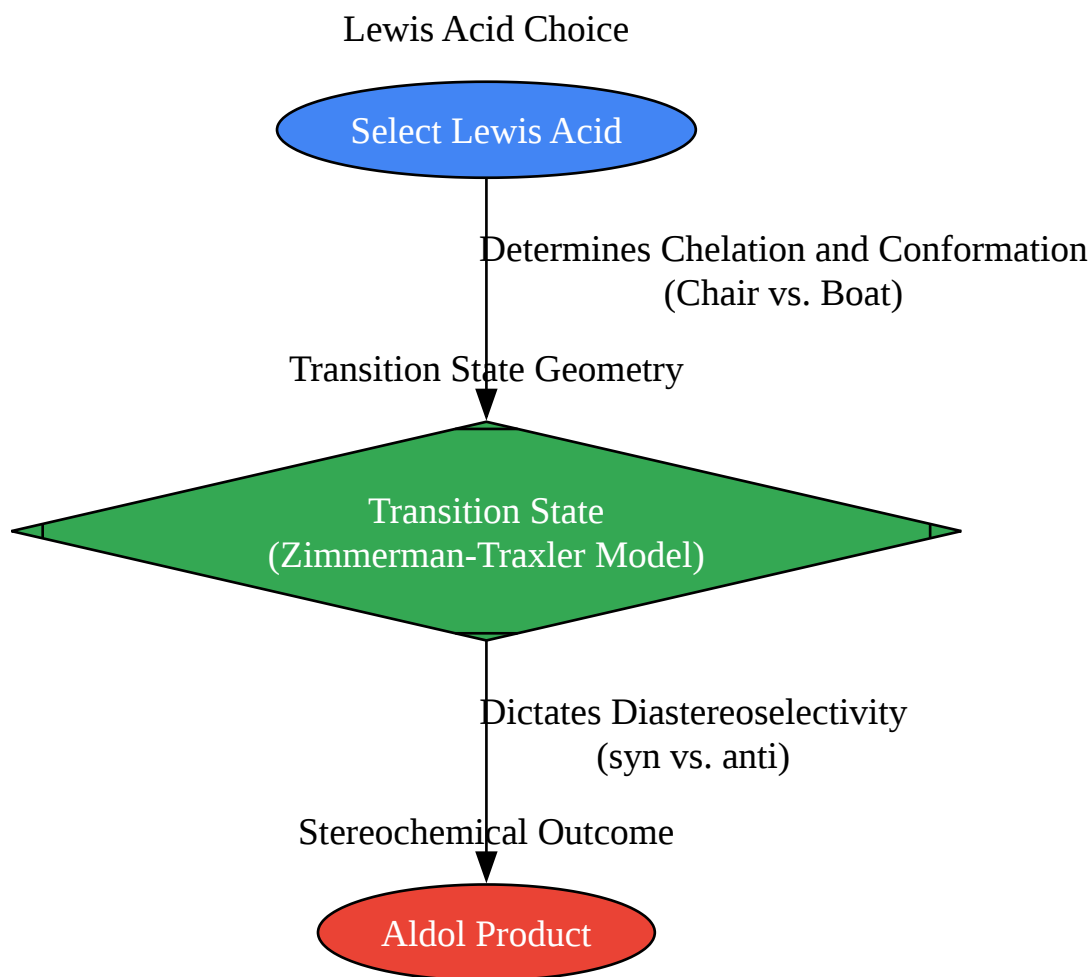 Lewis Acid Choice
Select Lewis Acid
Determines Chelation and Conformation
(Chair vs. Boat)
Transition State Geometry
Transition State
(Zimmerman-Traxler Model)
Dictates Diastereoselectivity
(syn vs. anti)
Stereochemical Outcome
Aldol Product